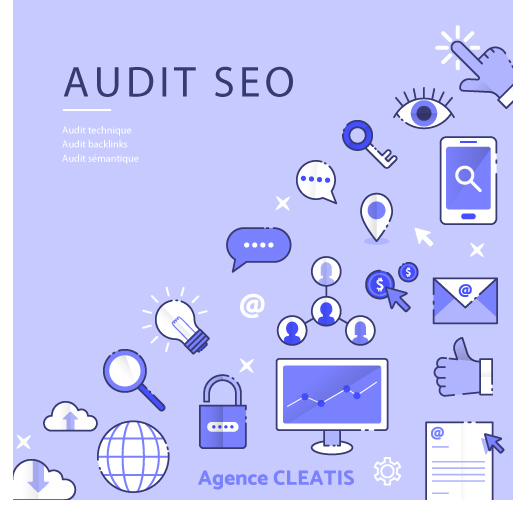 AUDIT SEO
Audit technique
Audit backlinks
Audit sémantique
$
$
@
@
@
Agence CLEATIS